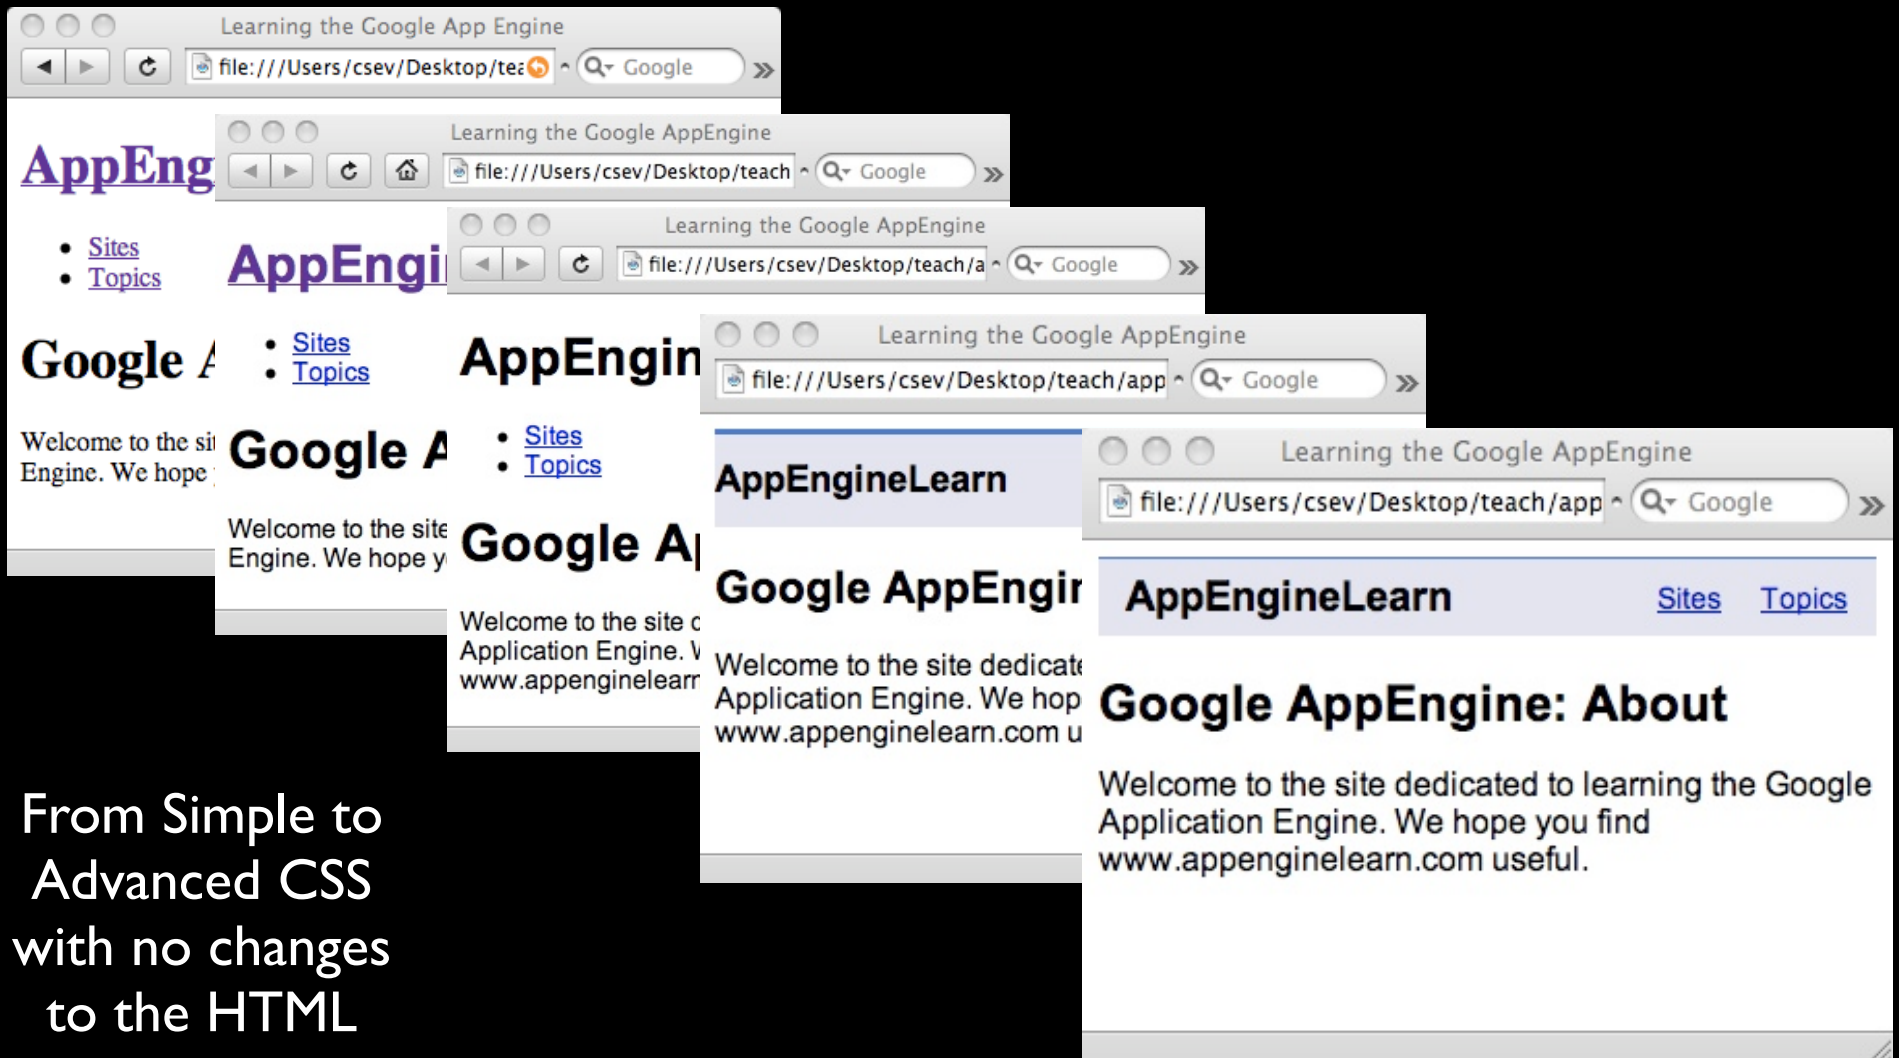 Learning the Google App Engine
file:///Users/csev/Desktop/tea
Google
AppEng
Sites
Topics
Google A
Welcome to the sit
Engine. We hope
Learning the Google AppEngine
file:///Users/csev/Desktop/teach
Google
AppEngi
Sites
Topics
Google A
Welcome to the site
Engine. We hope y
Learning the Google AppEngine
file:///Users/csev/Desktop/teach/a
Google
AppEngin
Sites
Topics
Google Ap
Welcome to the site
Application Engine.
www.appenginelearn
Learning the Google AppEngine
file:///Users/csev/Desktop/teach/app
Google
AppEngineLearn
Google AppEngin
Welcome to the site dedicate
Application Engine. We hop
www.appenginelearn.com u
Learning the Google AppEngine
file:///Users/csev/Desktop/teach/app
Google
AppEngineLearn Sites Topics
Google AppEngine: About
Welcome to the site dedicated to learning the Google
Application Engine. We hope you find
www.appenginelearn.com useful.
From Simple to
Advanced CSS
with no changes
to the HTML